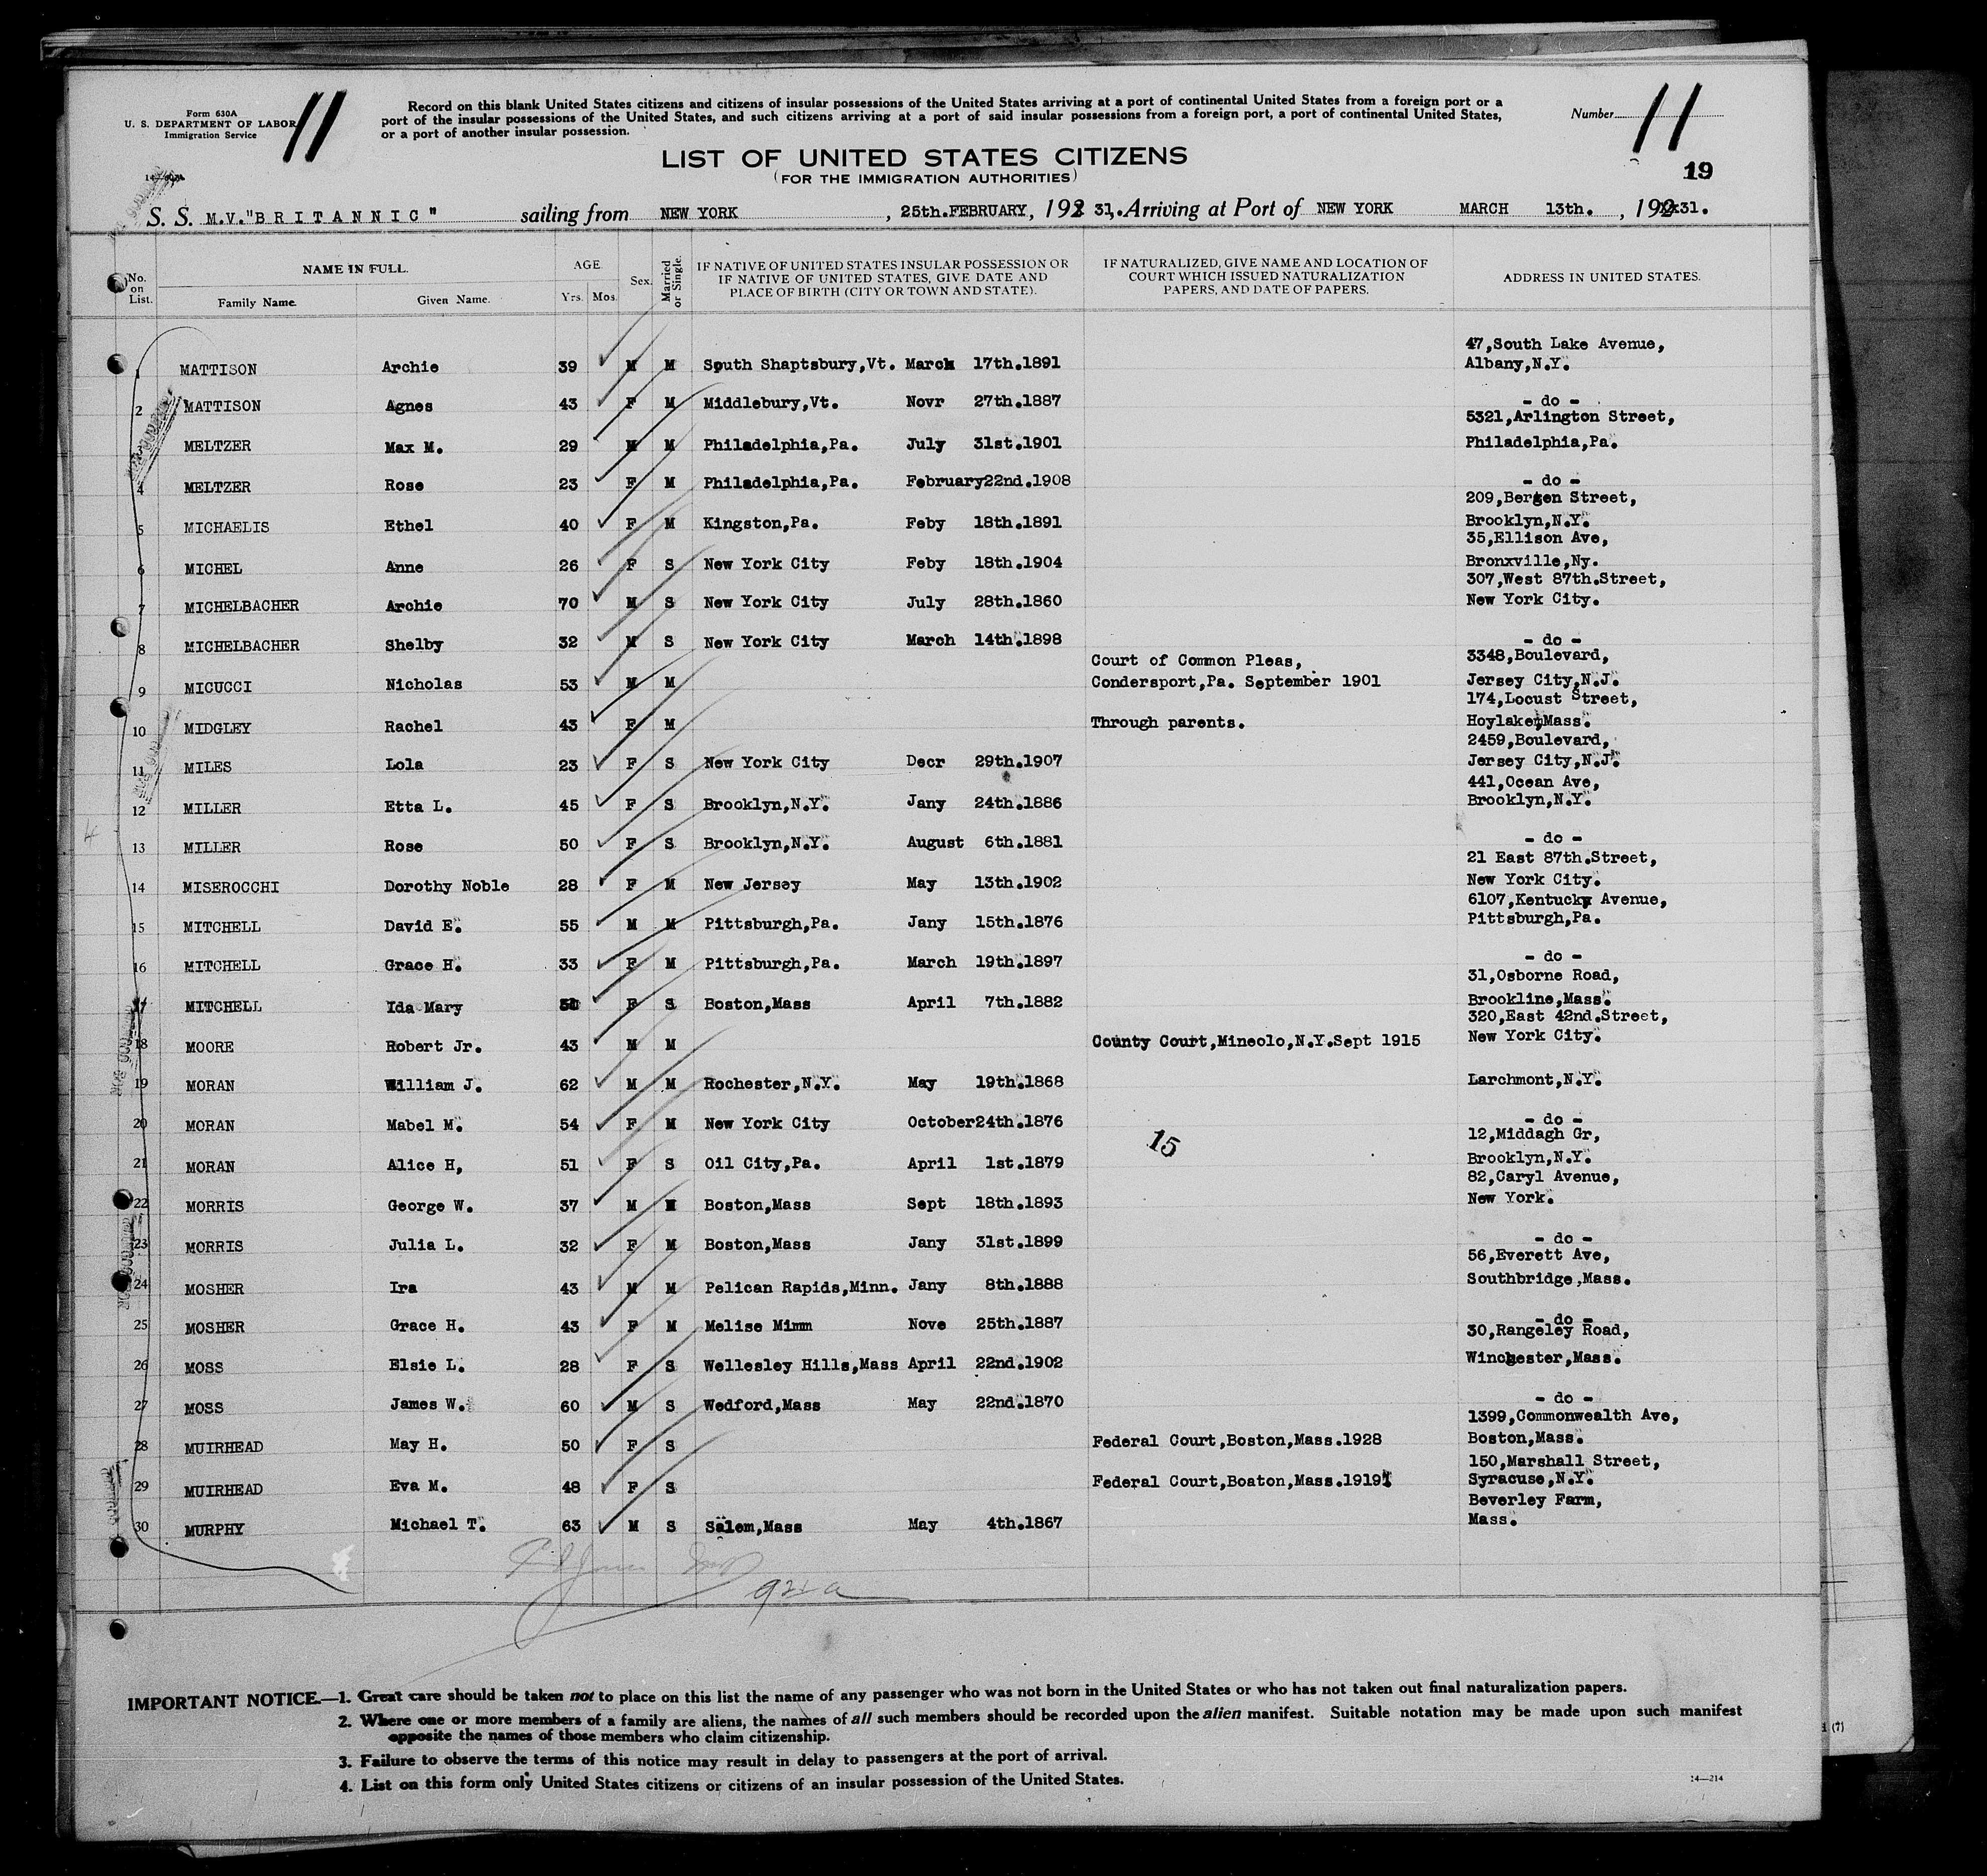 Form 630A
U. S. DEPARTMENT OF LABOR
Immigration Service
11
Record on this blank United States citizens and citizens of insular possessions of the United States arriving at a port of continental United States from a foreign port or a
port of the insular possessions of the United States, and such citizens arriving at a port of said insular possessions from a foreign port, a port of continental United States,
or a port of another insular possession.
Number 11
LIST OF UNITED STATES CITIZENS
(FOR THE IMMIGRATION AUTHORITIES)
19
S. S. M.V."BRITANNIC" sailing from NEW YORK, 25th.FEBRUARY, 192 31. Arriving at Port of NEW YORK MARCH 13th., 192 31.
No. on List. NAME IN FULL. Family Name. Given Name. AGE Yrs. Mos. Sex. Married or Single. IF NATIVE OF UNITED STATES INSULAR POSSESSION OR IF NATIVE OF UNITED STATES, GIVE DATE AND PLACE OF BIRTH (CITY OR TOWN AND STATE). IF NATURALIZED, GIVE NAME AND LOCATION OF COURT WHICH ISSUED NATURALIZATION PAPERS, AND DATE OF PAPERS. ADDRESS IN UNITED STATES.
47,South Lake Avenue,
1 MATTISON Archie 39 M M South Shaptsbury,Vt. March 17th.1891 Albany,N.Y.
2 MATTISON Agnes 43 F M Middlebury,Vt. Novr 27th.1887 - do -
5321,Arlington Street,
MELTZER Max M. 29 M M Philadelphia,Pa. July 31st.1901 Philadelphia,Pa.
4 MELTZER Rose 23 F M Philadelphia,Pa. February22nd.1908 - do -
209,Bergen Street,
5 MICHAELIS Ethel 40 F M Kingston,Pa. Feby 18th.1891 Brooklyn,N.Y.
35,Ellison Ave,
6 MICHEL Anne 26 F S New York City Feby 18th.1904 Bronxville,Ny.
307,West 87th.Street,
7 MICHELBACHER Archie 70 M S New York City July 28th.1860 New York City.
8 MICHELBACHER Shelby 32 M S New York City March 14th.1898 - do -
Court of Common Pleas, 3348,Boulevard,
9 MICUCCI Nicholas 53 M M Condersport,Pa. September 1901 Jersey City,N.J.
174,Locust Street,
10 MIDGLEY Rachel 43 F M Through parents. Hoylake,Mass.
2459,Boulevard,
11 MILES Lola 23 F S New York City Decr 29th.1907 Jersey City,N.J.
441,Ocean Ave,
12 MILLER Etta L. 45 F S Brooklyn,N.Y. Jany 24th.1886 Brooklyn,N.Y.
13 MILLER Rose 50 F S Brooklyn,N.Y. August 6th.1881 - do -
21 East 87th.Street,
14 MISEROCCHI Dorothy Noble 28 F M New Jersey May 13th.1902 New York City.
6107,Kentucky Avenue,
15 MITCHELL David E. 55 M M Pittsburgh,Pa. Jany 15th.1876 Pittsburgh,Pa.
16 MITCHELL Grace H. 33 F M Pittsburgh,Pa. March 19th.1897 - do -
31,Osborne Road,
17 MITCHELL Ida Mary F S Boston,Mass April 7th.1882 Brookline,Mass.
320,East 42nd.Street,
18 MOORE Robert Jr. 43 M M County Court,Mineolo,N.Y.Sept 1915 New York City.
19 MORAN William J. 62 M M Rochester,N.Y. May 19th.1868 Larchmont,N.Y.
20 MORAN Mabel M. 54 F M New York City October24th.1876 - do -
15
12,Middagh Gr,
21 MORAN Alice H, 51 F S Oil City,Pa. April 1st.1879 Brooklyn,N.Y.
82,Caryl Avenue,
22 MORRIS George W. 37 M M Boston,Mass Sept 18th.1893 New York.
23 MORRIS Julia L. 32 F M Boston,Mass Jany 31st.1899 - do -
56,Everett Ave,
24 MOSHER Ira 43 M M Pelican Rapids,Minn. Jany 8th.1888 Southbridge,Mass.
25 MOSHER Grace H. 43 F M Melise Mimm Nove 25th.1887 - do -
30,Rangeley Road,
26 MOSS Elsie L. 28 F S Wellesley Hills,Mass April 22nd.1902 Winchester,Mass.
27 MOSS James W. 60 M S Wedford,Mass May 22nd.1870 - do -
1399,Commonwealth Ave,
28 MUIRHEAD May H. 50 F S Federal Court,Boston,Mass.1928 Boston,Mass.
150,Marshall Street,
29 MUIRHEAD Eva M. 48 F S Federal Court,Boaton,Mass.1919 Syracuse,N.Y.
Beverley Farm,
30 MURPHY Michael T. 63 M S Salem,Mass May 4th.1867 Mass.
IMPORTANT NOTICE.—1. Great care should be taken not to place on this list the name of any passenger who was not born in the United States or who has not taken out final naturalization papers.
2. Where one or more members of a family are aliens, the names of all such members should be recorded upon the alien manifest. Suitable notation may be made upon such manifest
opposite the names of those members who claim citizenship.
3. Failure to observe the terms of this notice may result in delay to passengers at the port of arrival.
4. List on this form only United States citizens or citizens of an insular possession of the United States.
14—214